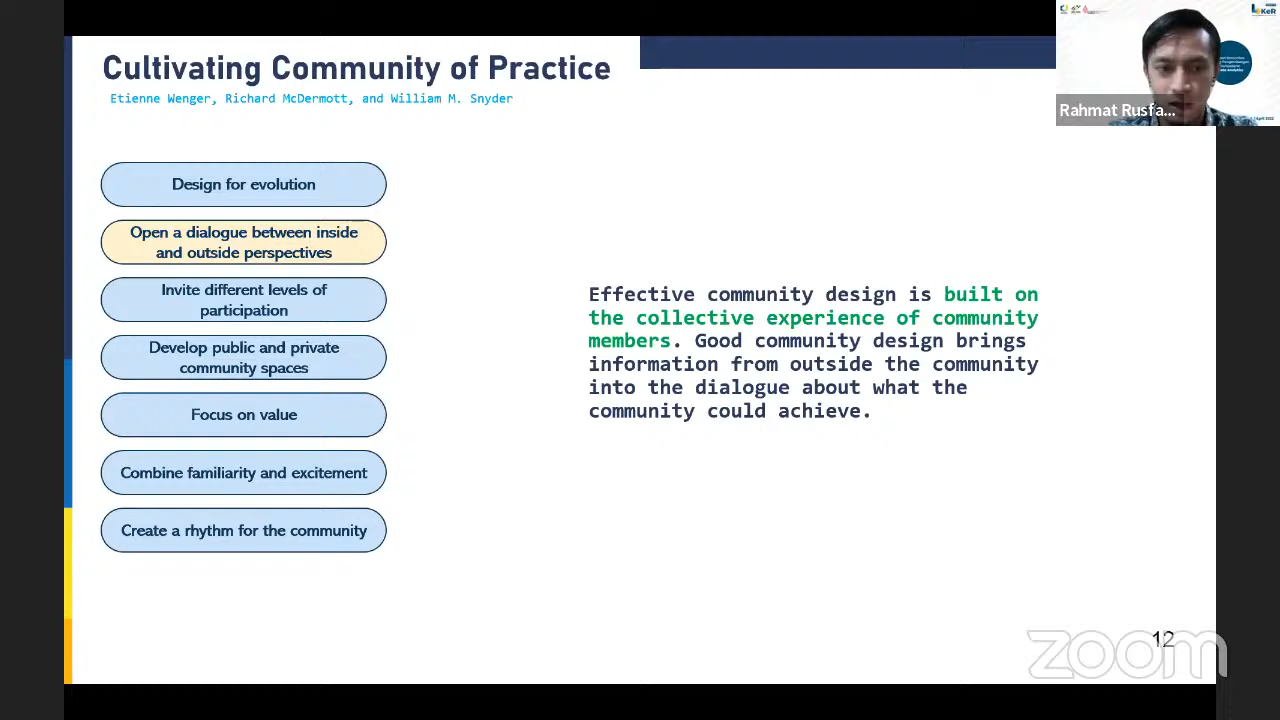 Cultivating Community of Practice
Etienne Wenger, Richard McDermott, and William M. Snyder
Design for evolution
Open a dialogue between inside
and outside perspectives
Invite different levels of
participation
Develop public and private
community spaces
Focus on value
Combine familiarity and excitement
Create a rhythm for the community
Effective community design is built on
the collective experience of community
members. Good community design brings
information from outside the community
into the dialogue about what the
community could achieve.
Rahmat Rusfa...
12
zoom